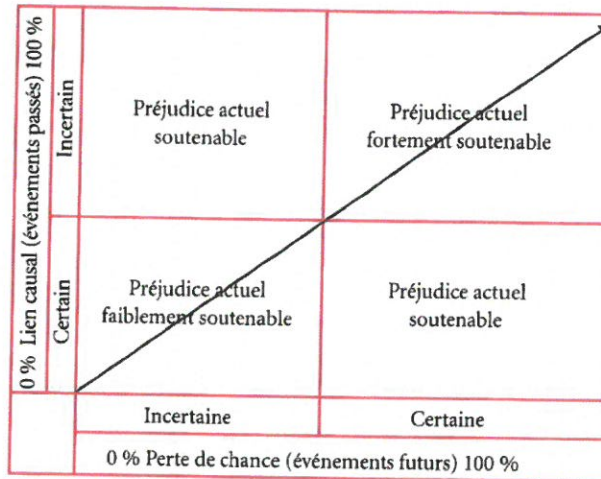 0 % Lien causal (événements passés) 100 %
Incertain
Certain
Préjudice actuel
soutenable
Préjudice actuel
fortement soutenable
Préjudice actuel
faiblement soutenable
Préjudice actuel
soutenable
Incertaine
Certaine
0 % Perte de chance (événements futurs) 100 %